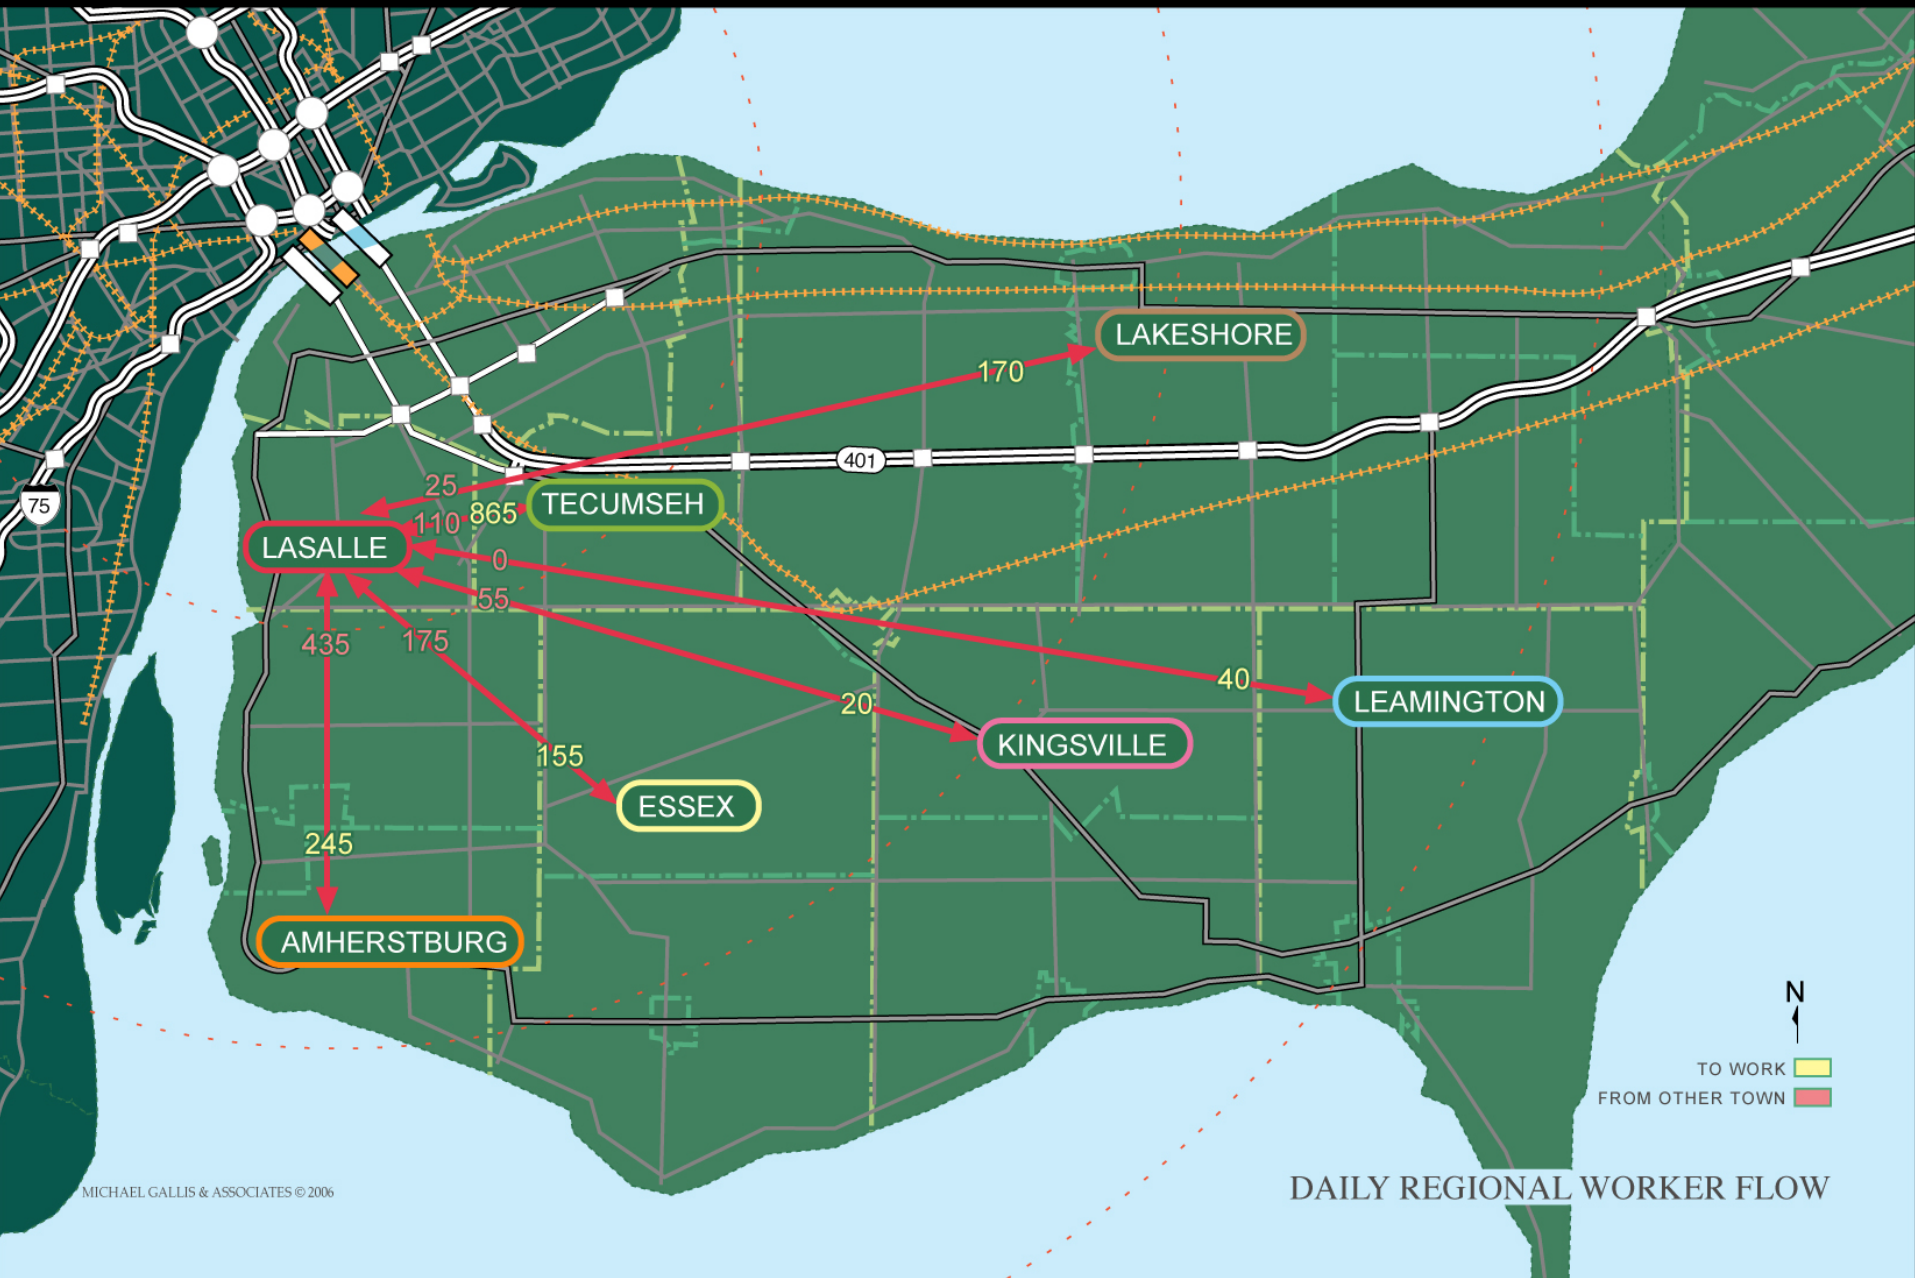 LAKESHORE
170
401
25
TECUMSEH
865
110
75
LASALLE
0
55
435
175
40
LEAMINGTON
20
KINGSVILLE
155
ESSEX
245
AMHERSTBURG
N
TO WORK
FROM OTHER TOWN
DAILY REGIONAL WORKER FLOW
MICHAEL GALLIS & ASSOCIATES © 2006